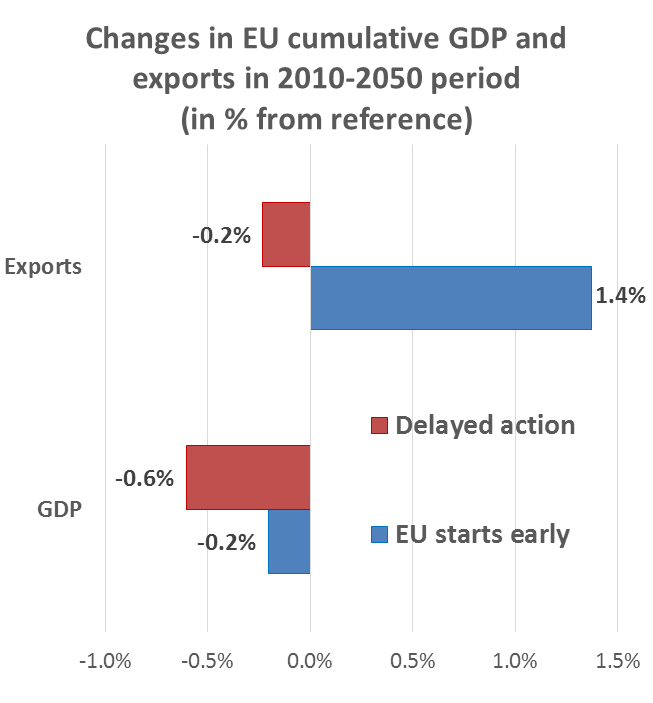 Changes in EU cumulative GDP and
exports in 2010-2050 period
(in % from reference)
-0.2%
Exports
1.4%
Delayed action
-0.6%
GDP
EU starts early
-0.2%
-1.0% -0.5% 0.0% 0.5% 1.0% 1.5%